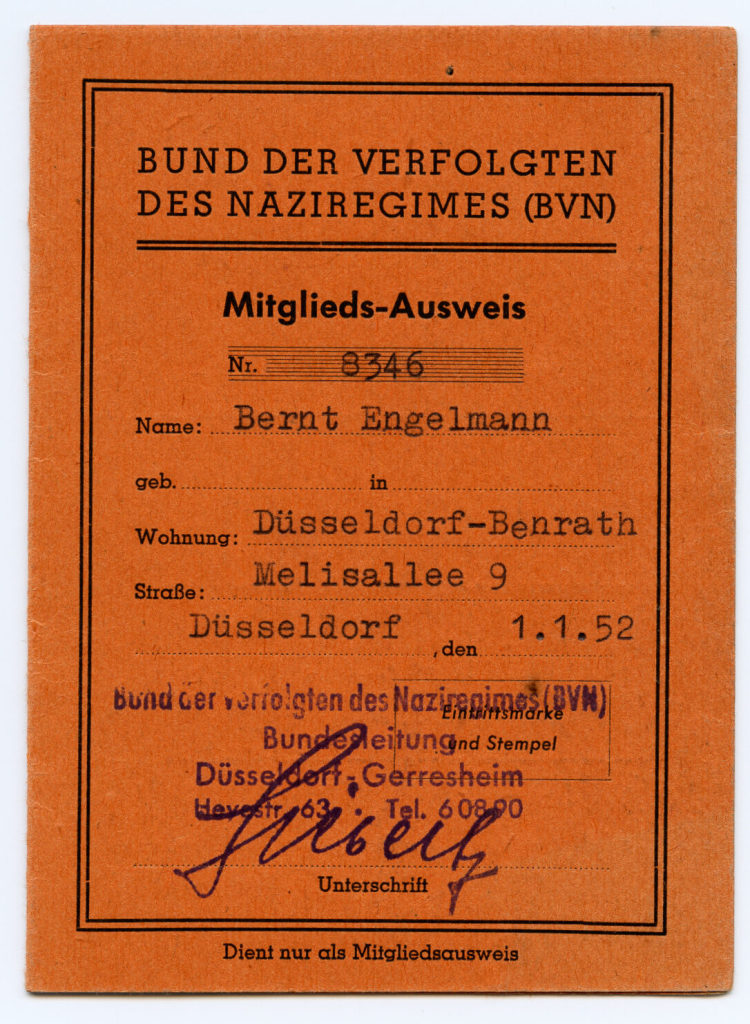 BUND DER VERFOLGTEN
DES NAZIREGIMES (BVN)
Mitglieds-Ausweis
Nr. 8346
Name: Bernt Engelmann
geb. in
Wohnung: Düsseldorf-Benrath
Straße: Melisallee 9
Düsseldorf, den 1.1.52
Bund der Verfolgten des Naziregimes (BVN)
Eintrittsmarke
und Stempel
Bundesleitung
Düsseldorf-Gerresheim
63 · Tel. 60890
Unterschrift
Dient nur als Mitgliedsausweis